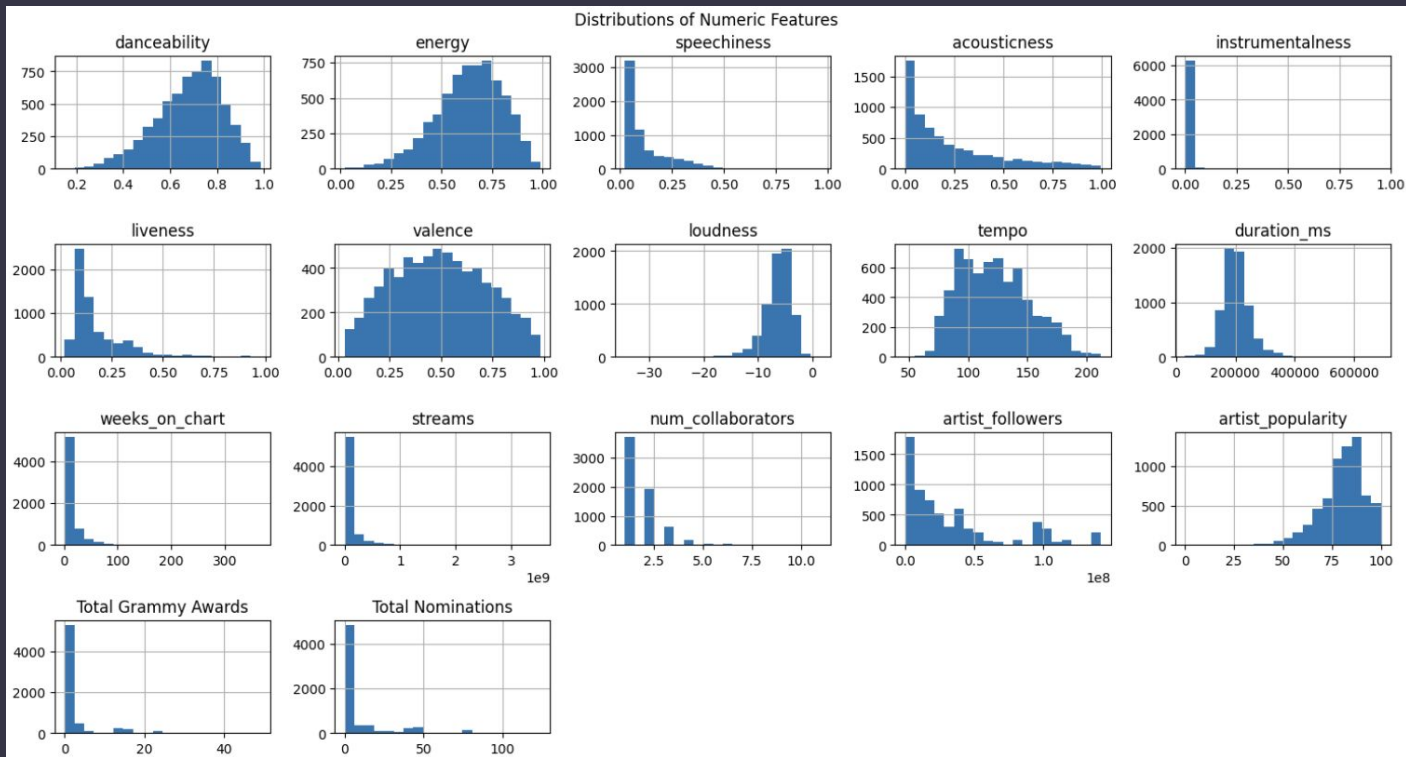 Distributions of Numeric Features
danceability
750
500
250
0
0.2 0.4 0.6 0.8 1.0
energy
750
500
250
0
0.00 0.25 0.50 0.75 1.00
speechiness
3000
2000
1000
0
0.00 0.25 0.50 0.75 1.00
acousticness
1500
1000
500
0
0.00 0.25 0.50 0.75 1.00
instrumentalness
6000
4000
2000
0
0.00 0.25 0.50 0.75 1.00
liveness
2000
1000
0
0.00 0.25 0.50 0.75 1.00
valence
400
200
0
0.00 0.25 0.50 0.75 1.00
loudness
2000
1000
0
−30 −20 −10 0
tempo
600
400
200
0
50 100 150 200
duration_ms
2000
1000
0
0 200000 400000 600000
weeks_on_chart
4000
2000
0
0 100 200 300
streams
4000
2000
0
0 1 2 3
1e9
num_collaborators
3000
2000
1000
0
2.5 5.0 7.5 10.0
artist_followers
1500
1000
500
0
0.0 0.5 1.0
1e8
artist_popularity
1000
500
0
0 25 50 75 100
Total Grammy Awards
4000
2000
0
0 20 40
Total Nominations
4000
2000
0
0 50 100